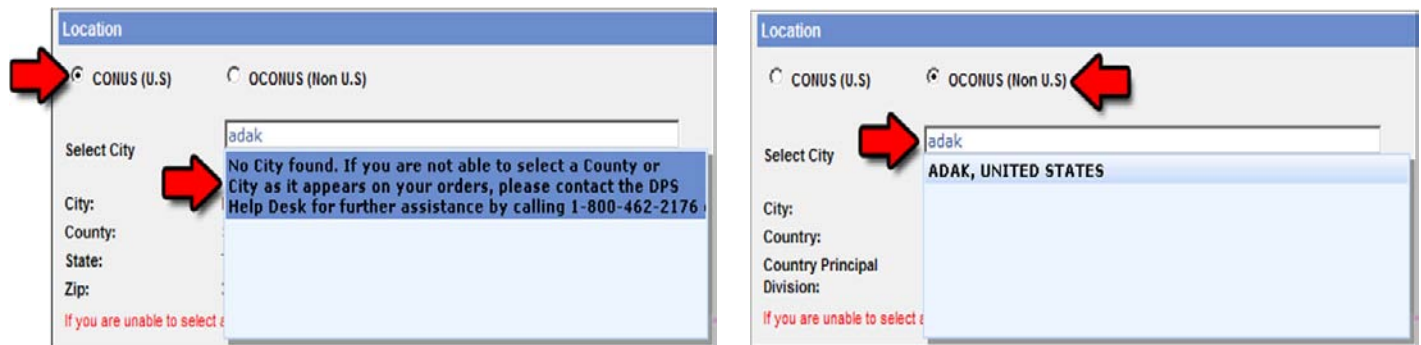 Location
CONUS (U.S)
OCONUS (Non U.S)
Select City
adak
No City found. If you are not able to select a County or
City as it appears on your orders, please contact the DPS
Help Desk for further assistance by calling 1-800-462-2176
City:
County:
State:
Zip:
If you are unable to select
Location
CONUS (U.S)
OCONUS (Non U.S)
Select City
adak
ADAK, UNITED STATES
City:
Country:
Country Principal
Division:
If you are unable to select